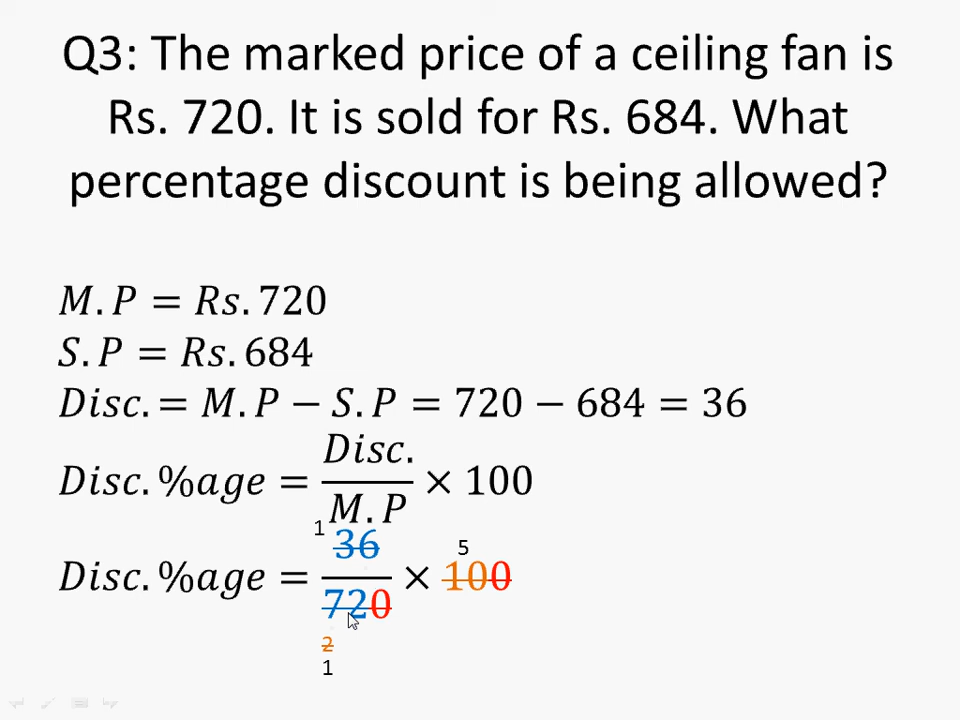 Q3: The marked price of a ceiling fan is
Rs. 720. It is sold for Rs. 684. What
percentage discount is being allowed?
M.P = Rs.720
S.P = Rs.684
Disc. = M.P − S.P = 720 − 684 = 36
Disc.%age = Disc./M.P × 100
1 5
Disc.%age = 36/720 × 100
2
1